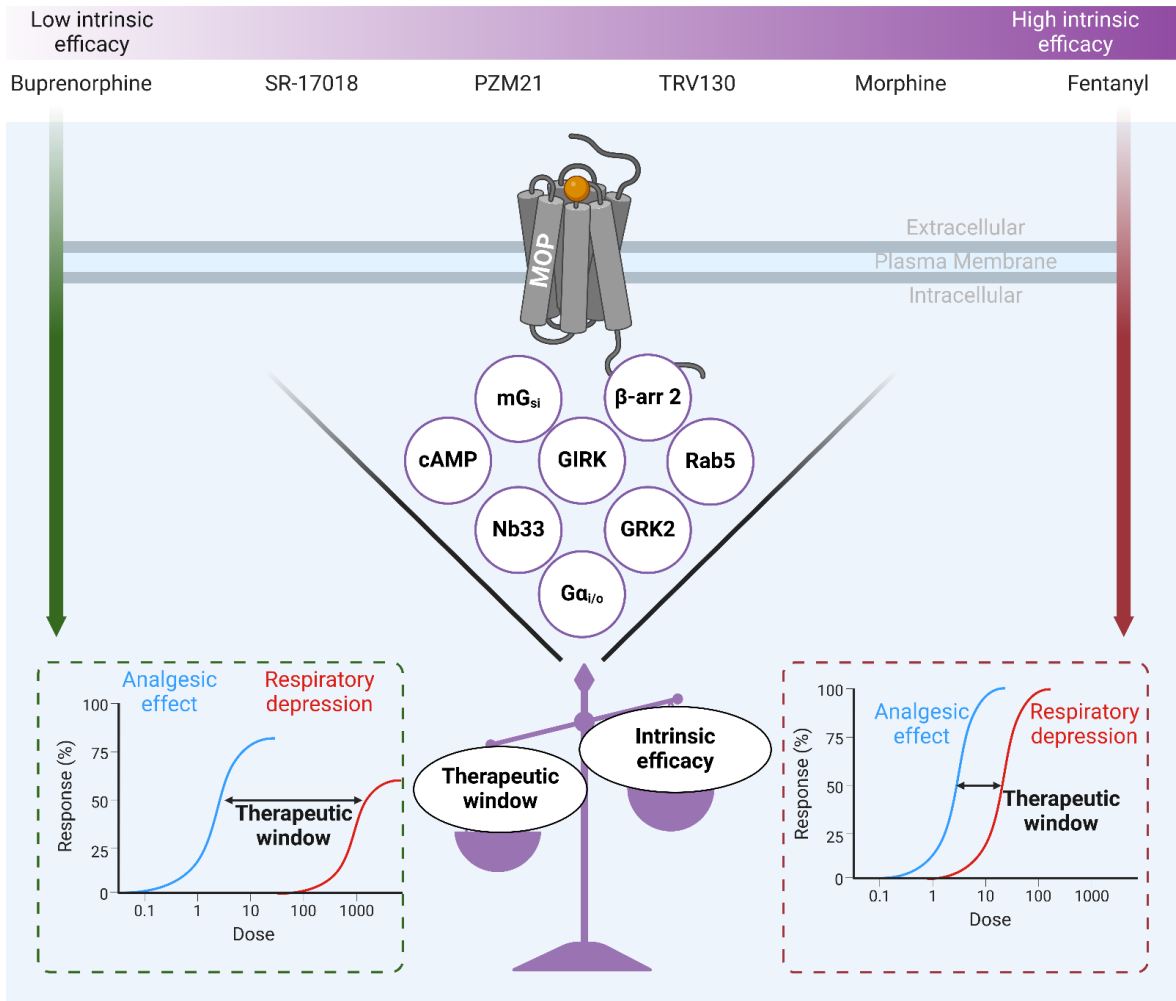 Low intrinsic
efficacy
High intrinsic
efficacy
Buprenorphine
SR-17018
PZM21
TRV130
Morphine
Fentanyl
MOP
Extracellular
Plasma Membrane
Intracellular
mGsi
β-arr 2
cAMP
GIRK
Rab5
Nb33
GRK2
Gαi/o
Therapeutic
window
Intrinsic
efficacy
Analgesic
effect
Respiratory
depression
Response (%)
100
75
50
25
0
Therapeutic
window
0.1
1
10
100
1000
Dose
Analgesic
effect
Respiratory
depression
Response (%)
100
75
50
25
0
Therapeutic
window
0.1
1
10
100
1000
Dose